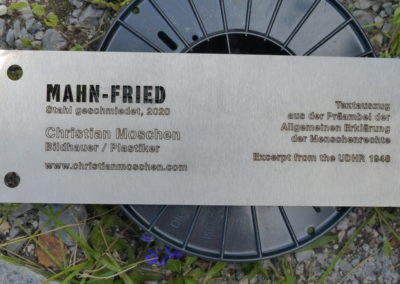 MAHN-FRIED
Stahl geschmiedet, 2020
Christian Moschen
Bildhauer / Plastiker
www.christianmoschen.com
Textauszug
aus der Präambel der
Allgemeinen Erklärung
der Menschenrechte
Excerpt from the UDHR 1948